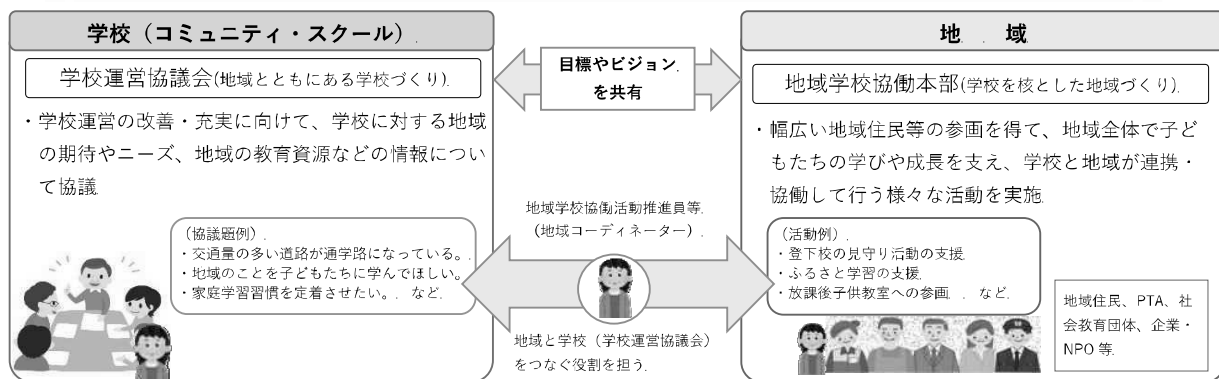 学校（コミュニティ・スクール）
学校運営協議会(地域とともにある学校づくり)
・学校運営の改善・充実に向けて、学校に対する地域
の期待やニーズ、地域の教育資源などの情報につい
て協議
（協議題例）
・交通量の多い道路が通学路になっている。
・地域のことを子どもたちに学んでほしい。
・家庭学習習慣を定着させたい。 など
目標やビジョン
を共有
地域学校協働活動推進員等
（地域コーディネーター）
地域と学校（学校運営協議会）
をつなぐ役割を担う
地 域
地域学校協働本部(学校を核とした地域づくり)
・幅広い地域住民等の参画を得て、地域全体で子ど
もたちの学びや成長を支え、学校と地域が連携・
協働して行う様々な活動を実施
（活動例）
・登下校の見守り活動の支援
・ふるさと学習の支援
・放課後子供教室への参画 など
地域住民、PTA、社
会教育団体、企業・
NPO 等